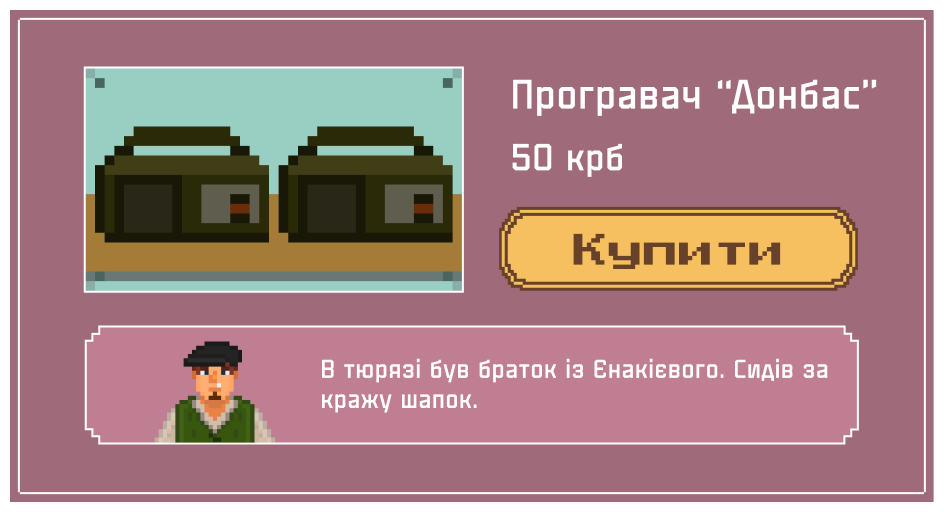 Програвач “Донбас”
50 крб
Купити
В тюрязі був браток із Єнакієвого. Сидів за
кражу шапок.